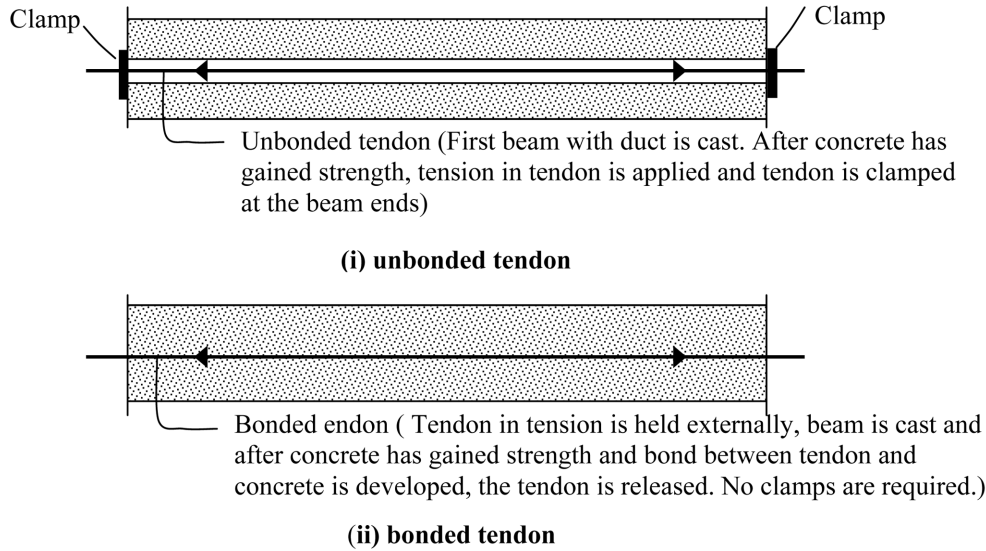 Clamp
Clamp
Unbonded tendon (First beam with duct is cast. After concrete has
gained strength, tension in tendon is applied and tendon is clamped
at the beam ends)
(i) unbonded tendon
Bonded endon ( Tendon in tension is held externally, beam is cast and
after concrete has gained strength and bond between tendon and
concrete is developed, the tendon is released. No clamps are required.)
(ii) bonded tendon